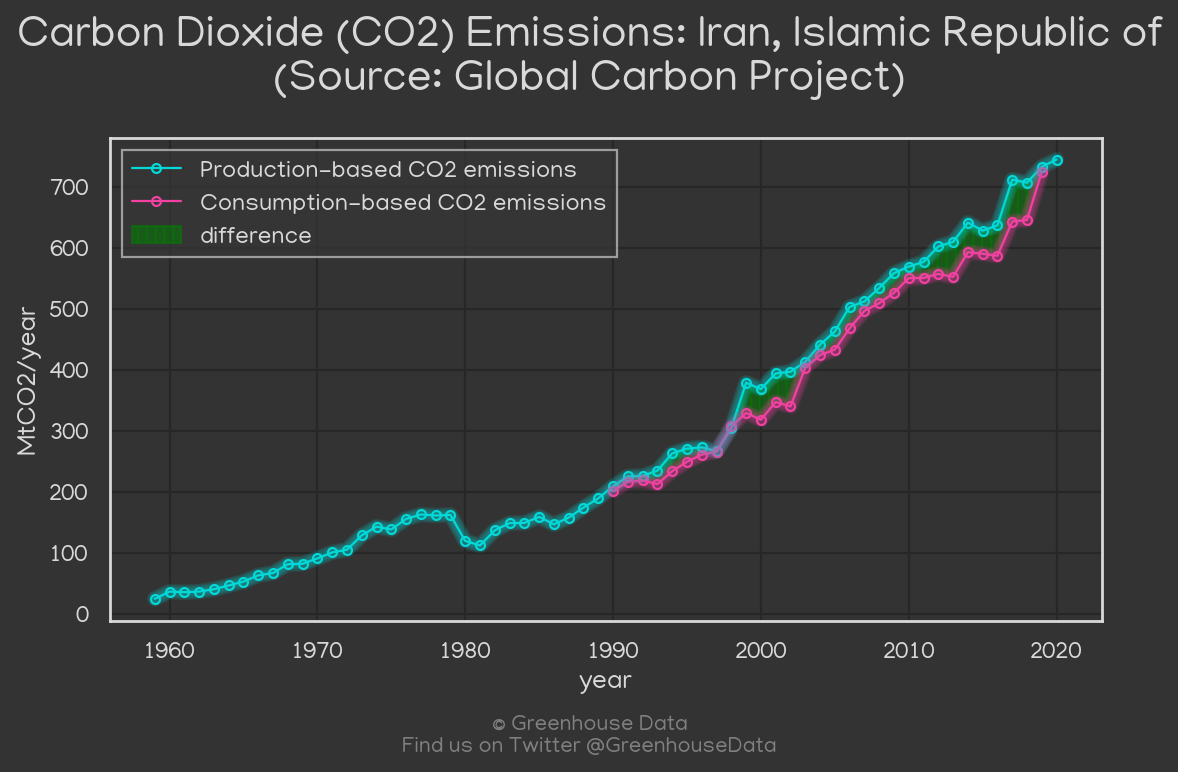 Carbon Dioxide (CO2) Emissions: Iran, Islamic Republic of
(Source: Global Carbon Project)
Production-based CO2 emissions
Consumption-based CO2 emissions
difference
700
600
500
400
300
200
100
0
MtCO2/year
1960 1970 1980 1990 2000 2010 2020
year
© Greenhouse Data
Find us on Twitter @GreenhouseData